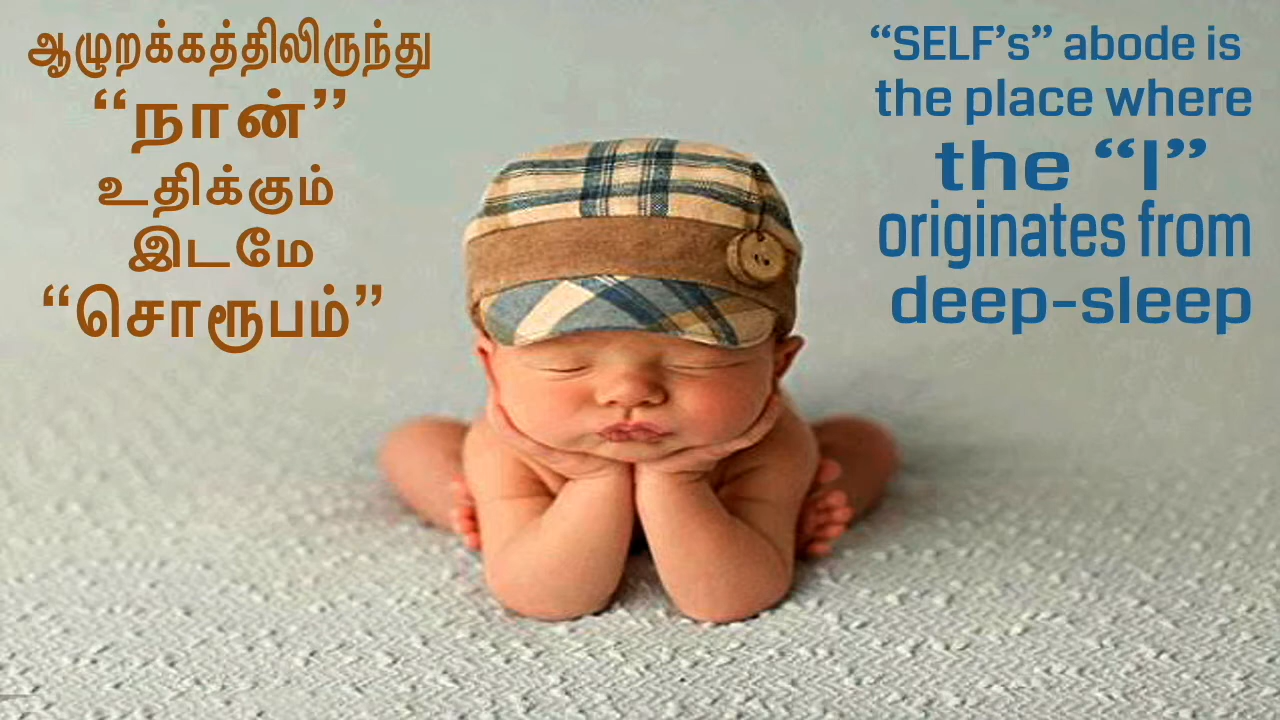 ஆழுறக்கத்திலிருந்து
“நான்”
உதிக்கும்
இடமே
“சொரூபம்”
“SELF’s” abode is
the place where
the “I”
originates from
deep-sleep